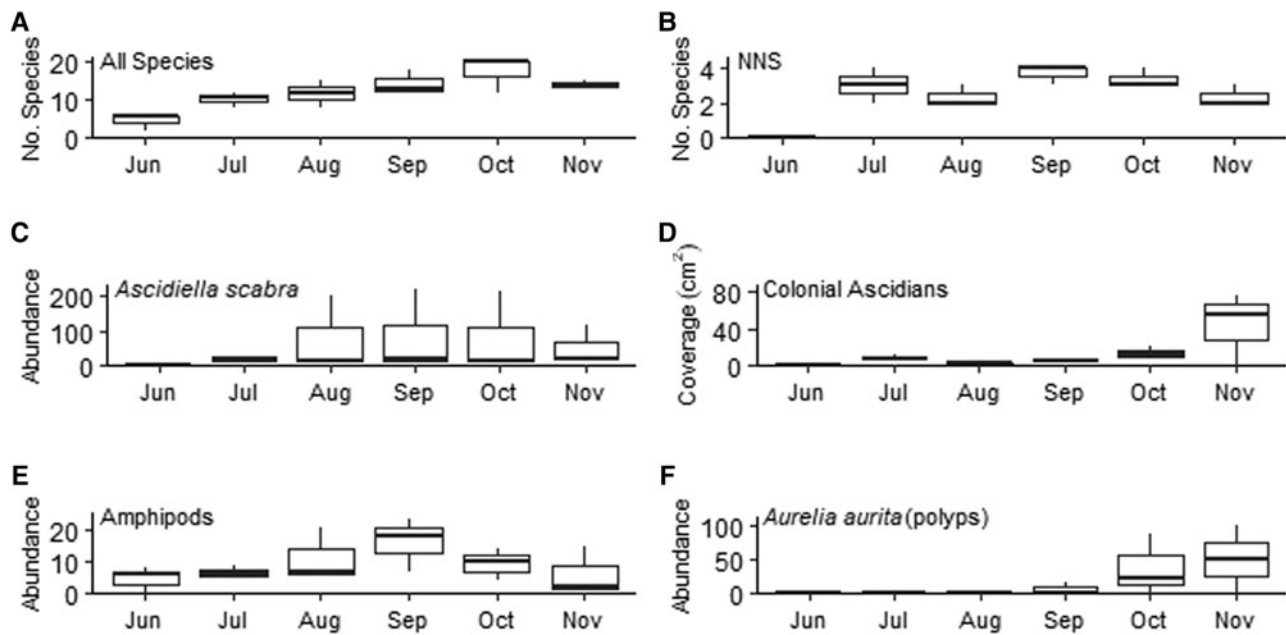 A
No. Species
All Species
20
10
0
Jun Jul Aug Sep Oct Nov
B
No. Species
NNS
4
2
0
Jun Jul Aug Sep Oct Nov
C
Abundance
Ascidiella scabra
200
100
0
Jun Jul Aug Sep Oct Nov
D
Coverage (cm²)
Colonial Ascidians
80
40
0
Jun Jul Aug Sep Oct Nov
E
Abundance
Amphipods
20
10
0
Jun Jul Aug Sep Oct Nov
F
Abundance
Aurelia aurita (polyps)
100
50
0
Jun Jul Aug Sep Oct Nov